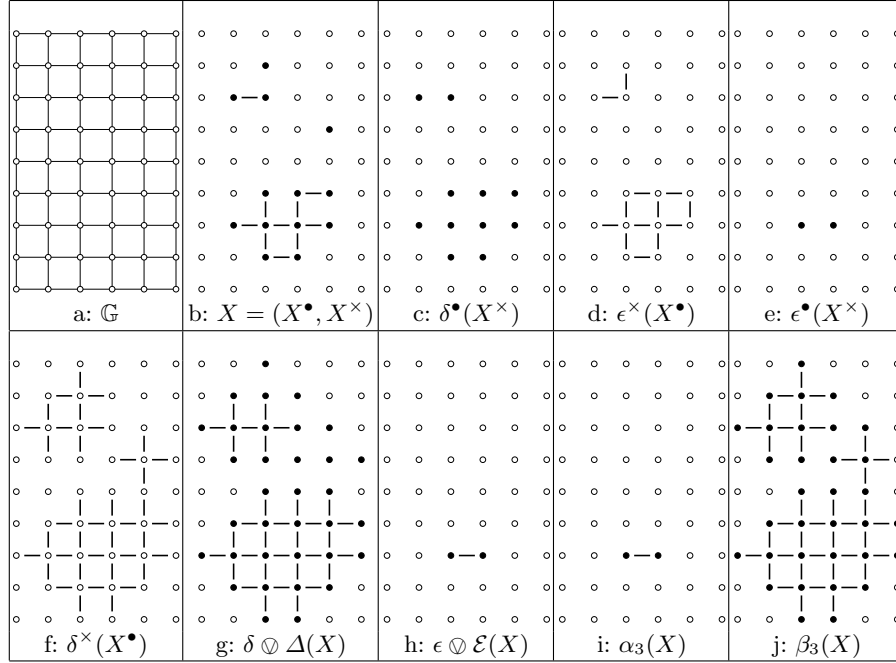 a: 𝔾
b: X = (X^•, X^×)
c: δ^•(X^×)
d: ϵ^×(X^•)
e: ϵ^•(X^×)
f: δ^×(X^•)
g: δ ⩛ Δ(X)
h: ϵ ⩛ ℰ(X)
i: α₃(X)
j: β₃(X)